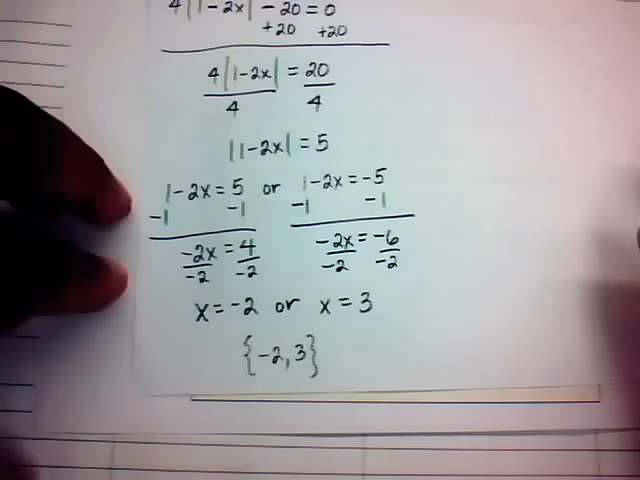 4|1-2x| - 20 = 0
+20 +20
4|1-2x| = 20
4 4
|1-2x| = 5
1-2x = 5 or 1-2x = -5
-1 -1 -1 -1
-2x = 4 -2x = -6
-2 -2 -2 -2
x = -2 or x = 3
{-2, 3}